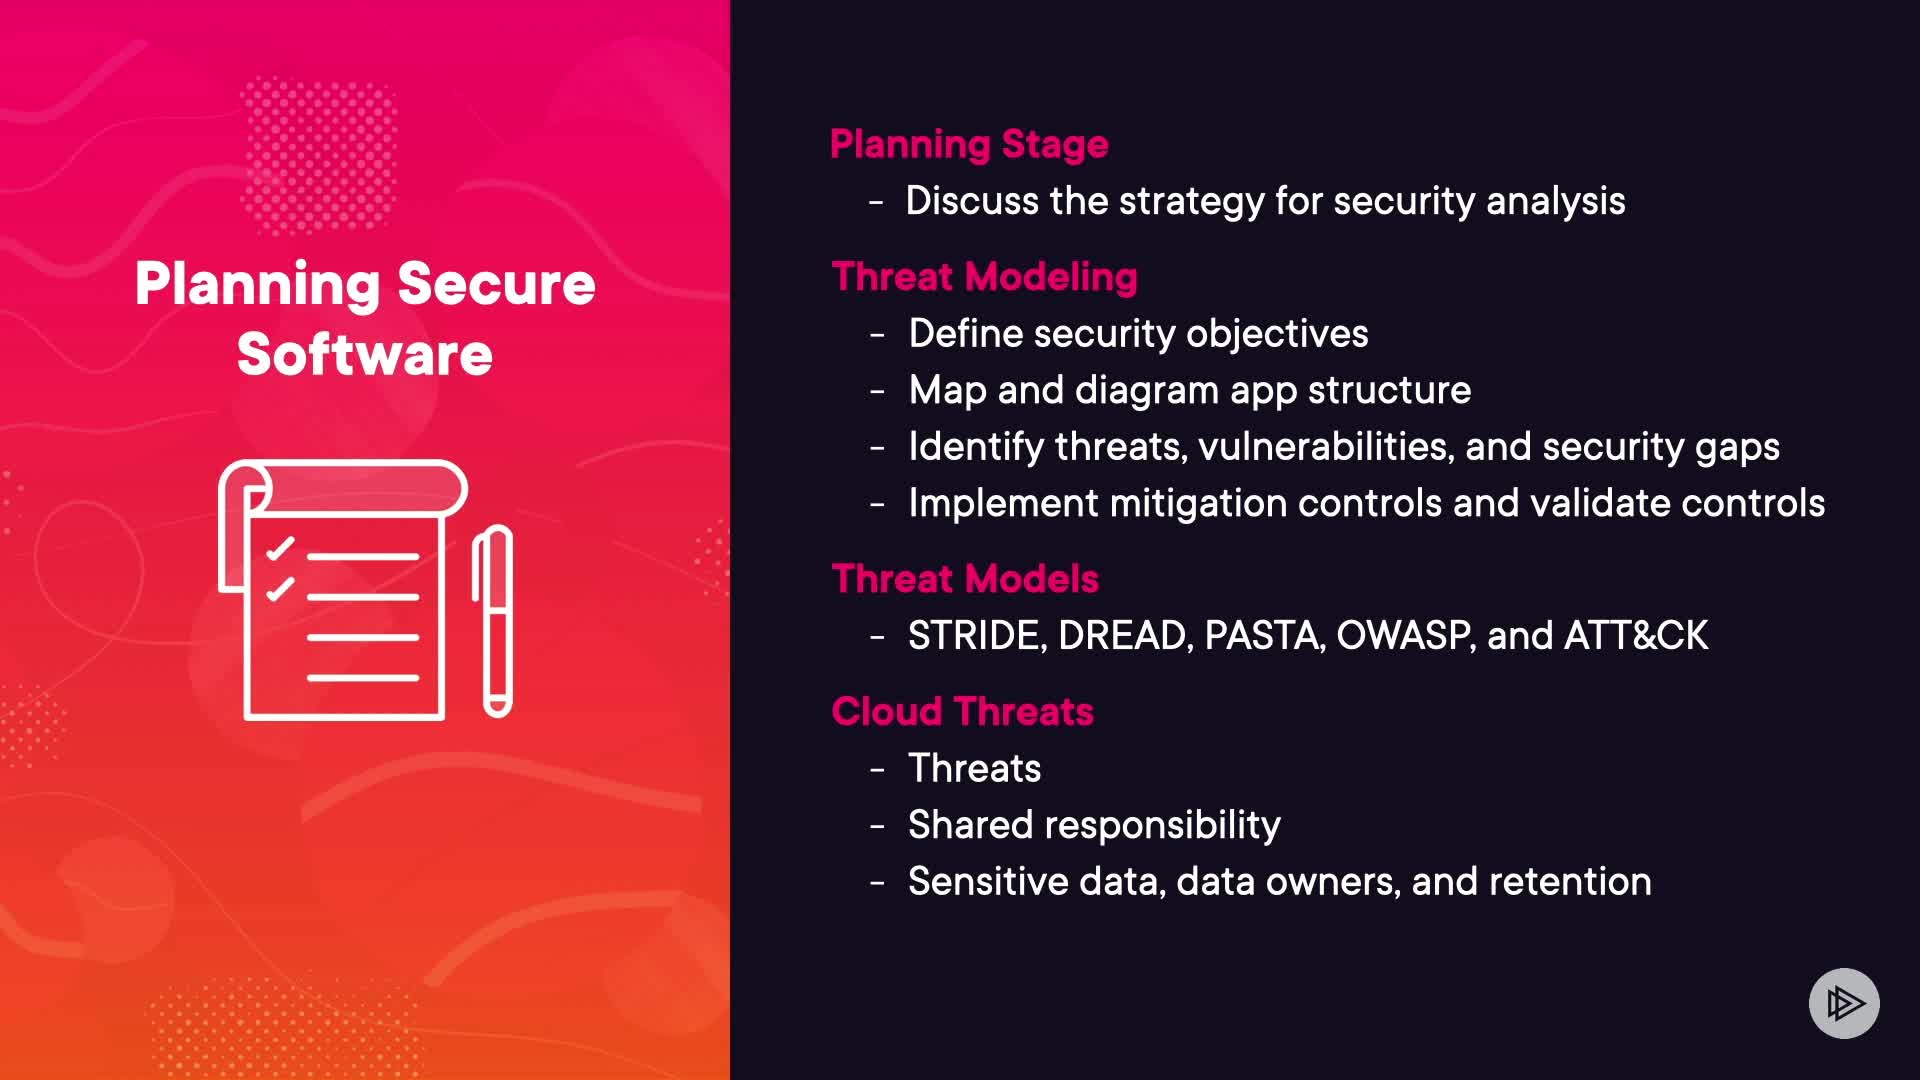 Planning Secure
Software
Planning Stage
- Discuss the strategy for security analysis
Threat Modeling
- Define security objectives
- Map and diagram app structure
- Identify threats, vulnerabilities, and security gaps
- Implement mitigation controls and validate controls
Threat Models
- STRIDE, DREAD, PASTA, OWASP, and ATT&CK
Cloud Threats
- Threats
- Shared responsibility
- Sensitive data, data owners, and retention